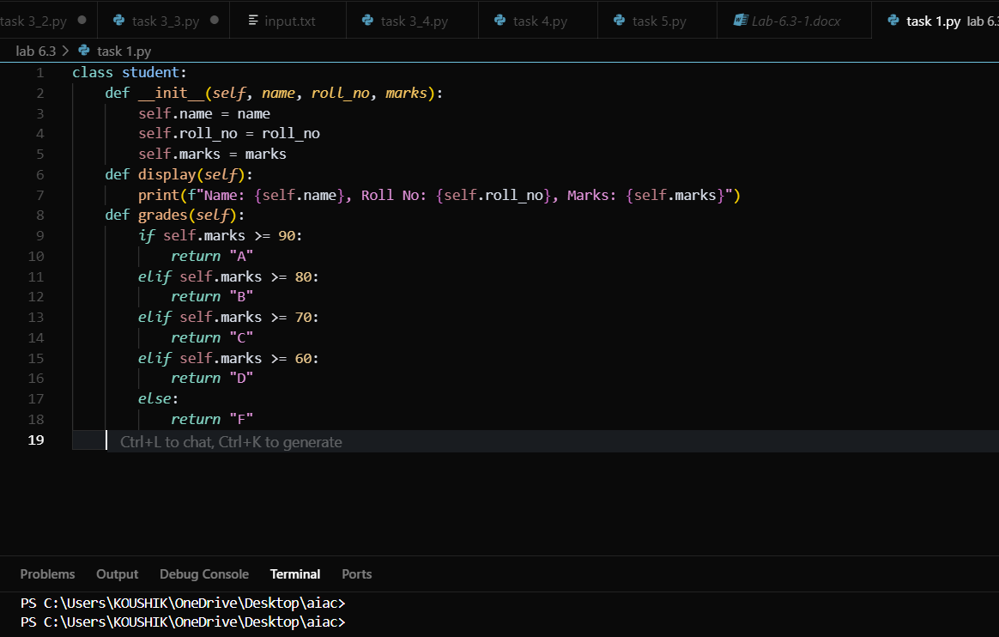 task 3_2.py task 3_3.py input.txt task 3_4.py task 4.py task 5.py Lab-6.3-1.docx task 1.py lab 6.3
lab 6.3 > task 1.py
1 class student:
2     def __init__(self, name, roll_no, marks):
3         self.name = name
4         self.roll_no = roll_no
5         self.marks = marks
6     def display(self):
7         print(f"Name: {self.name}, Roll No: {self.roll_no}, Marks: {self.marks}")
8     def grades(self):
9         if self.marks >= 90:
10             return "A"
11         elif self.marks >= 80:
12             return "B"
13         elif self.marks >= 70:
14             return "C"
15         elif self.marks >= 60:
16             return "D"
17         else:
18             return "F"
19     Ctrl+L to chat, Ctrl+K to generate
Problems Output Debug Console Terminal Ports
PS C:\Users\KOUSHIK\OneDrive\Desktop\aiac>
PS C:\Users\KOUSHIK\OneDrive\Desktop\aiac>